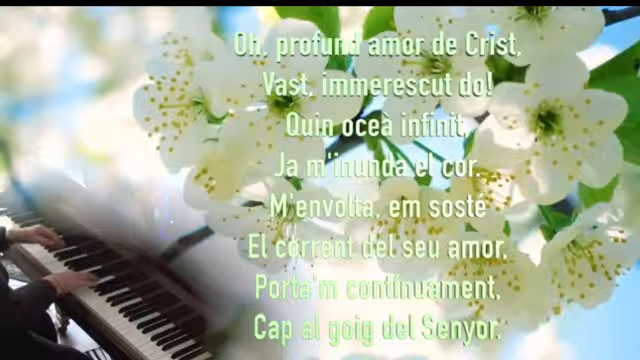 Oh, profund amor de Crist,
Vast, immerescut do!
Quin oceà infinit,
Ja m'inunda el cor.
M'envolta, em sosté
El corrent del seu amor,
Porta'm contínuament,
Cap al goig del Senyor.